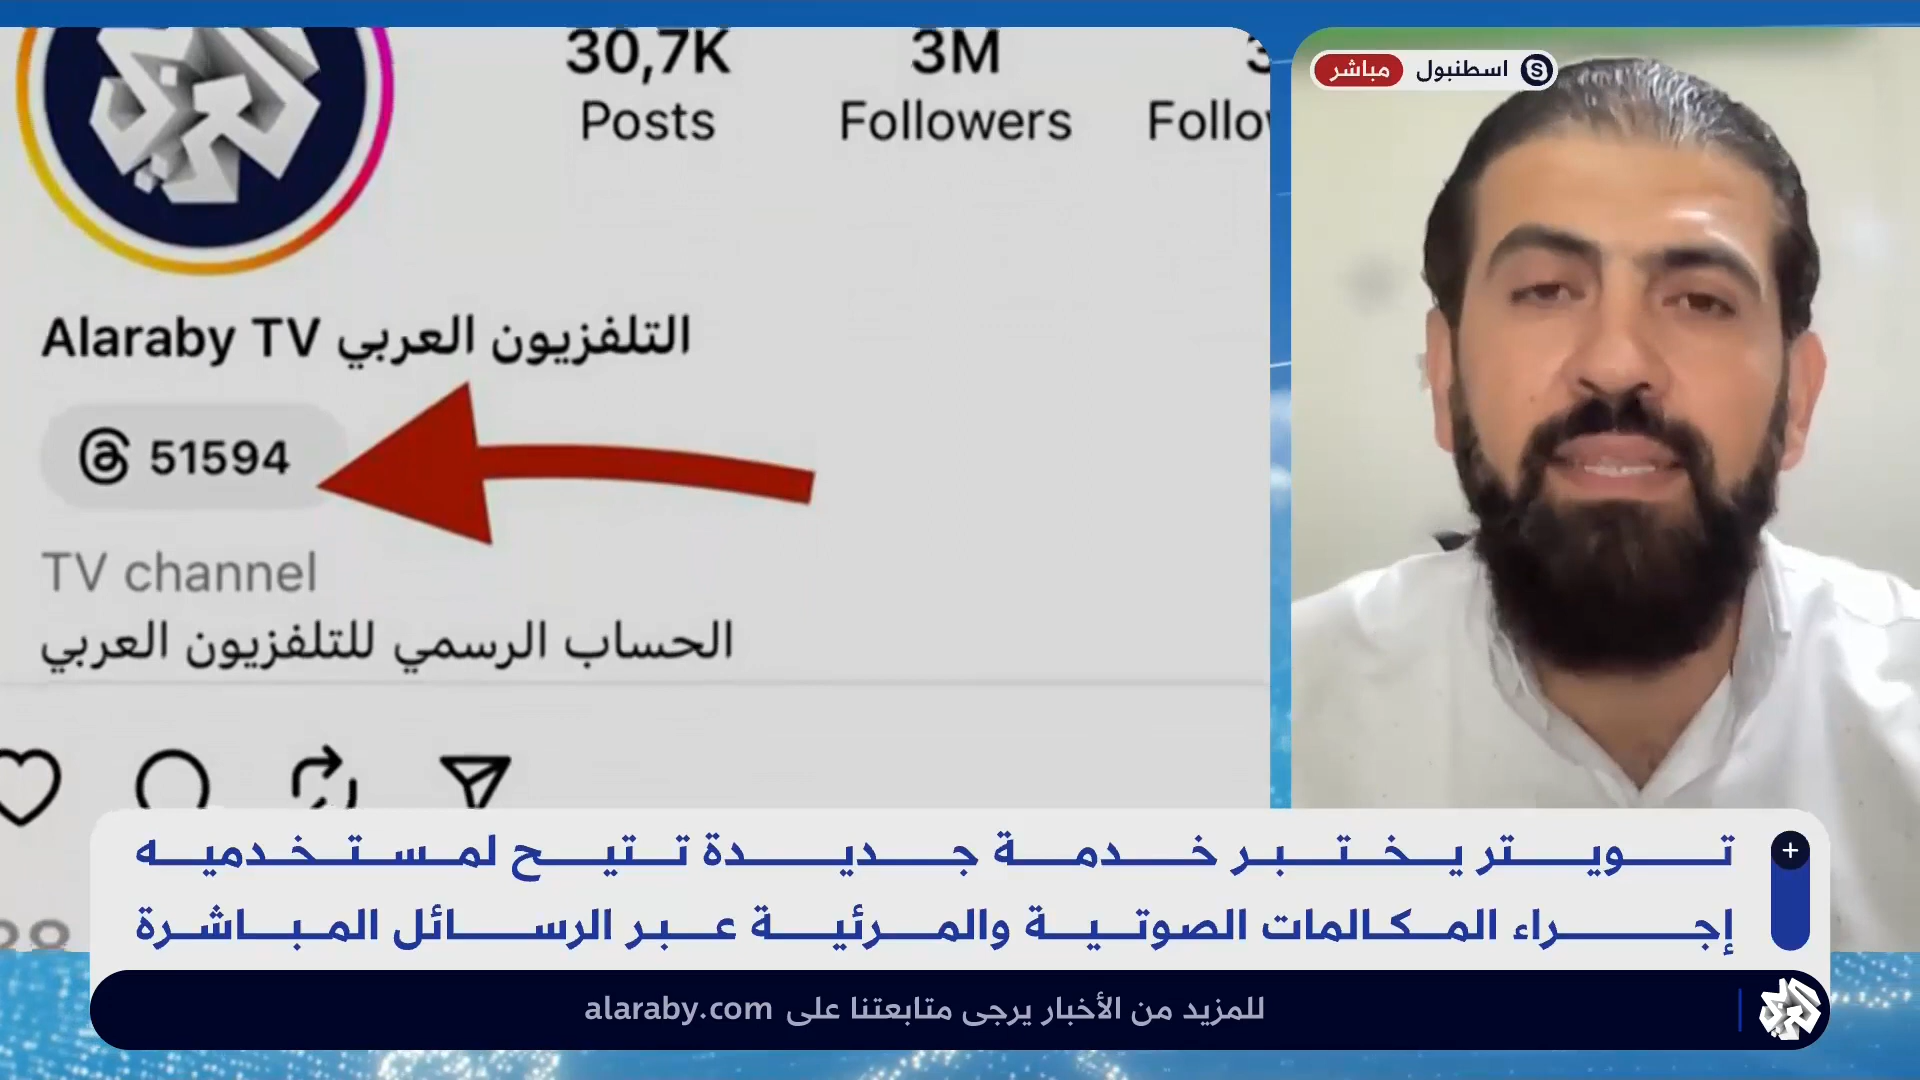 30,7K 3M
Posts Followers Follo
Alaraby TV التلفزيون العربي
51594
TV channel
الحساب الرسمي للتلفزيون العربي
اسطنبول مباشر
تويتر يختبر خدمة جديدة تتيح لمستخدميه
إجراء المكالمات الصوتية والمرئية عبر الرسائل المباشرة
للمزيد من الأخبار يرجى متابعتنا على alaraby.com